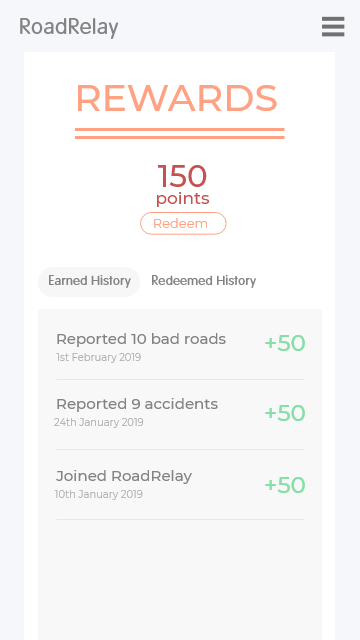 RoadRelay
REWARDS
150
points
Redeem
Earned History Redeemed History
Reported 10 bad roads +50
1st February 2019
Reported 9 accidents +50
24th January 2019
Joined RoadRelay +50
10th January 2019